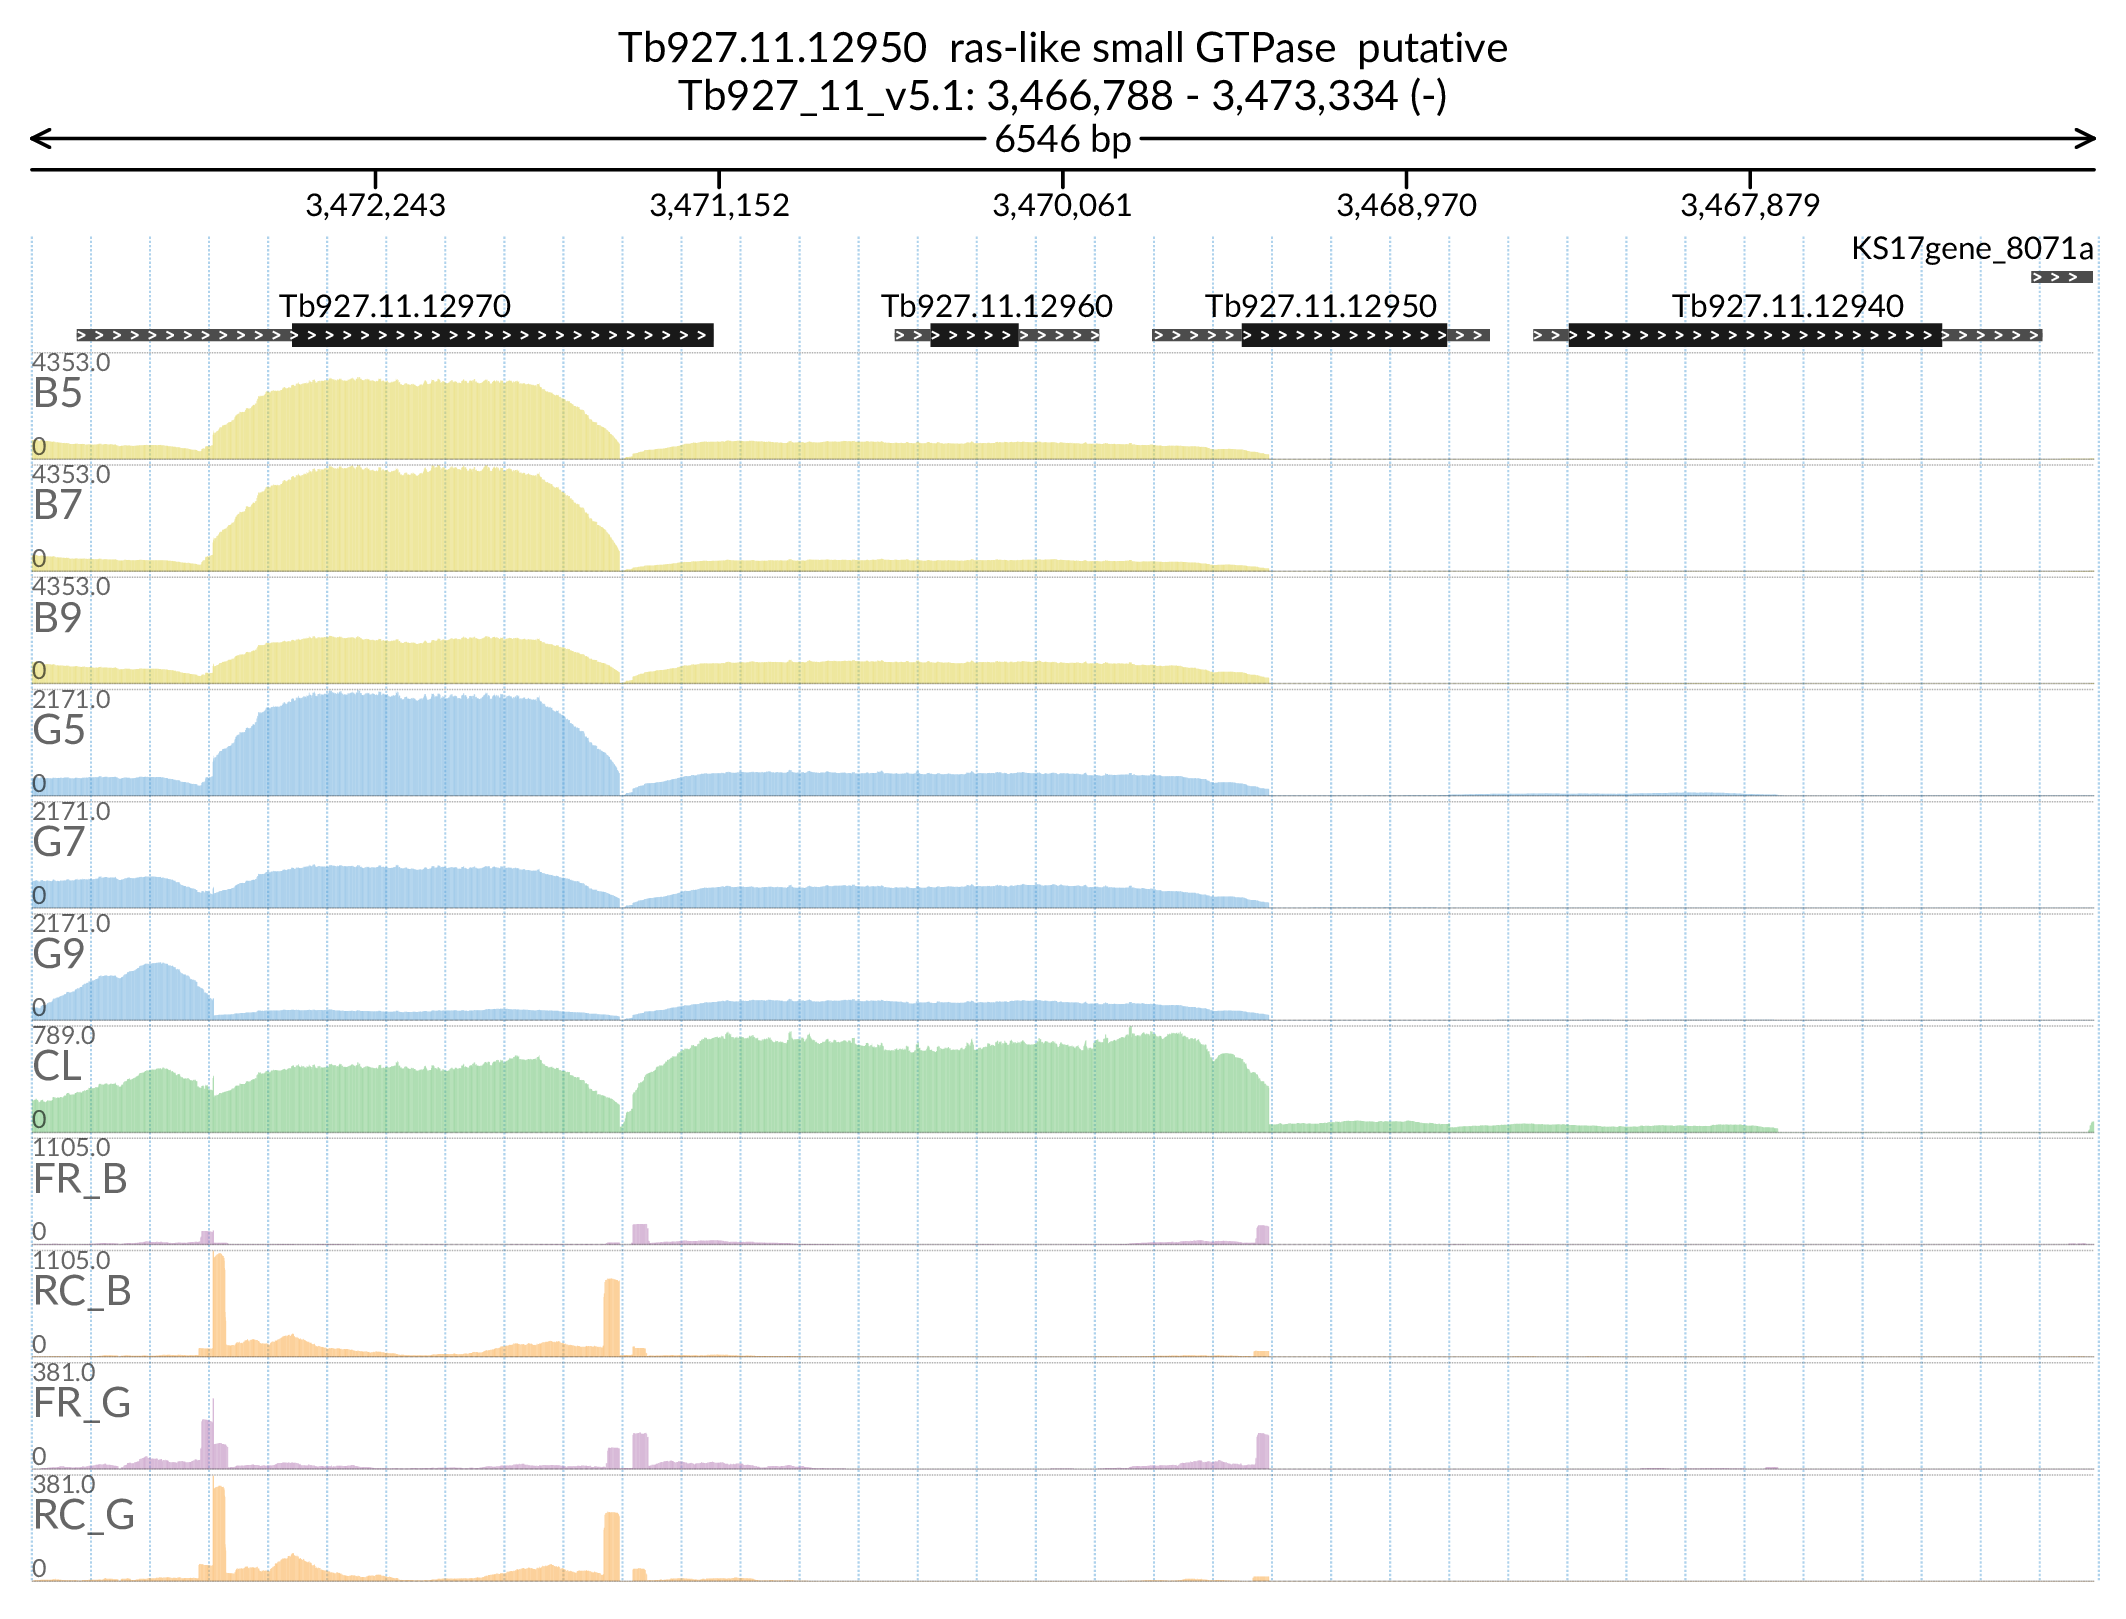 Tb927.11.12950  ras-like small GTPase  putative
Tb927_11_v5.1: 3,466,788 - 3,473,334 (-)
6546 bp
3,472,243 3,471,152 3,470,061 3,468,970 3,467,879
KS17gene_8071a
Tb927.11.12970 Tb927.11.12960 Tb927.11.12950 Tb927.11.12940
4353.0
B5
0
4353.0
B7
0
4353.0
B9
0
2171.0
G5
0
2171.0
G7
0
2171.0
G9
0
789.0
CL
0
1105.0
FR_B
0
1105.0
RC_B
0
381.0
FR_G
0
381.0
RC_G
0